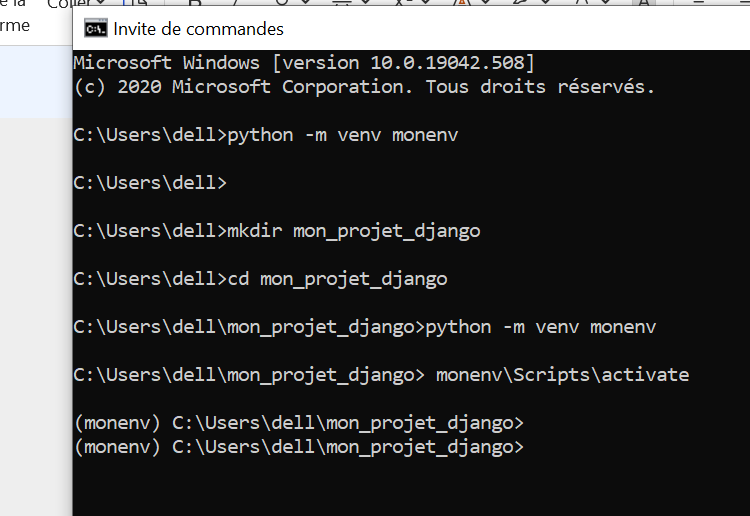 Coller
rme
Invite de commandes
Microsoft Windows [version 10.0.19042.508]
(c) 2020 Microsoft Corporation. Tous droits réservés.
C:\Users\dell>python -m venv monenv
C:\Users\dell>
C:\Users\dell>mkdir mon_projet_django
C:\Users\dell>cd mon_projet_django
C:\Users\dell\mon_projet_django>python -m venv monenv
C:\Users\dell\mon_projet_django> monenv\Scripts\activate
(monenv) C:\Users\dell\mon_projet_django>
(monenv) C:\Users\dell\mon_projet_django>